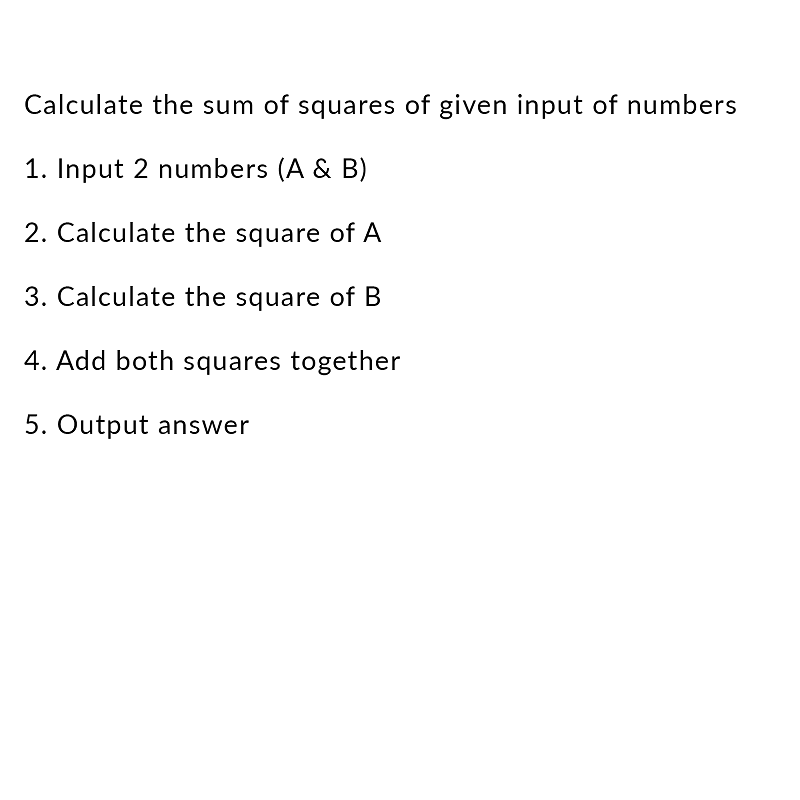 Calculate the sum of squares of given input of numbers
1. Input 2 numbers (A & B)
2. Calculate the square of A
3. Calculate the square of B
4. Add both squares together
5. Output answer